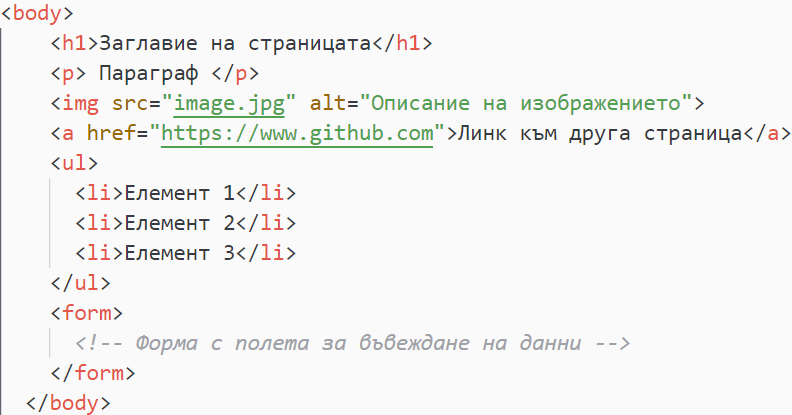 <body>
<h1>Заглавие на страницата</h1>
<p> Параграф </p>
<img src="image.jpg" alt="Описание на изображението">
<a href="https://www.github.com">Линк към друга страница</a>
<ul>
<li>Елемент 1</li>
<li>Елемент 2</li>
<li>Елемент 3</li>
</ul>
<form>
<!-- Форма с полета за въвеждане на данни -->
</form>
</body>